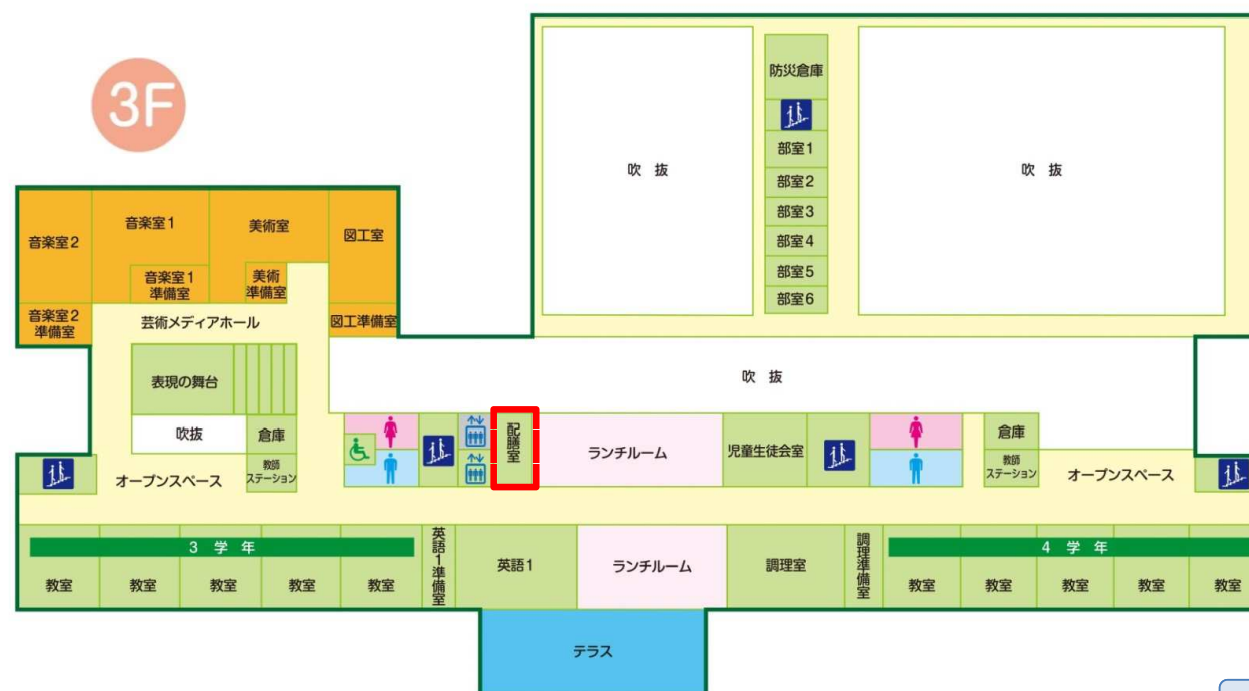 3F
防災倉庫
部室1
部室2
部室3
部室4
部室5
部室6
吹 抜
吹 抜
音楽室2
音楽室1
美術室
図工室
音楽室1
準備室
美術
準備室
音楽室2
準備室
芸術メディアホール
図工準備室
表現の舞台
吹 抜
吹抜
倉庫
配膳室
ランチルーム
児童生徒会室
倉庫
教師
ステーション
オープンスペース
教師
ステーション
オープンスペース
3 学 年
4 学 年
教室
教室
教室
教室
教室
英語1準備室
英語1
ランチルーム
調理室
調理準備室
教室
教室
教室
教室
教室
テラス